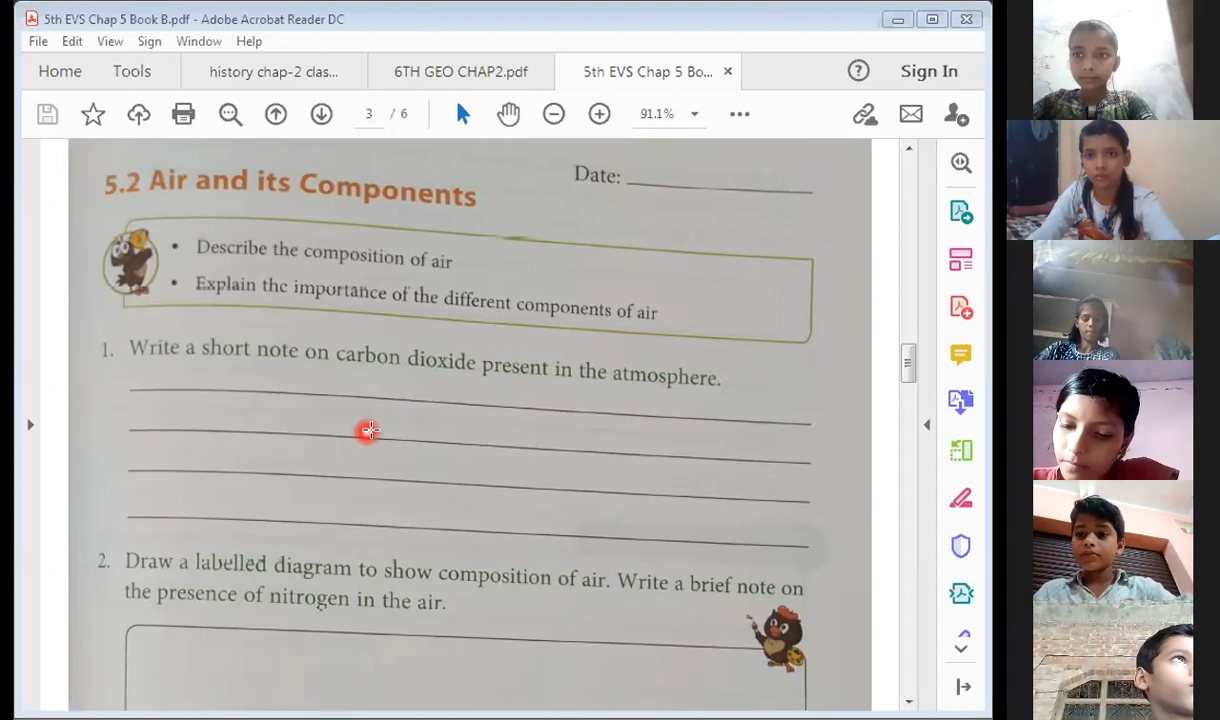 5th EVS Chap 5 Book B.pdf - Adobe Acrobat Reader DC
File Edit View Sign Window Help
Home Tools history chap-2 clas... 6TH GEO CHAP2.pdf 5th EVS Chap 5 Bo... × Sign In
3 / 6 91.1%
5.2 Air and its Components
Date:
• Describe the composition of air
• Explain the importance of the different components of air
1. Write a short note on carbon dioxide present in the atmosphere.
2. Draw a labelled diagram to show composition of air. Write a brief note on
the presence of nitrogen in the air.